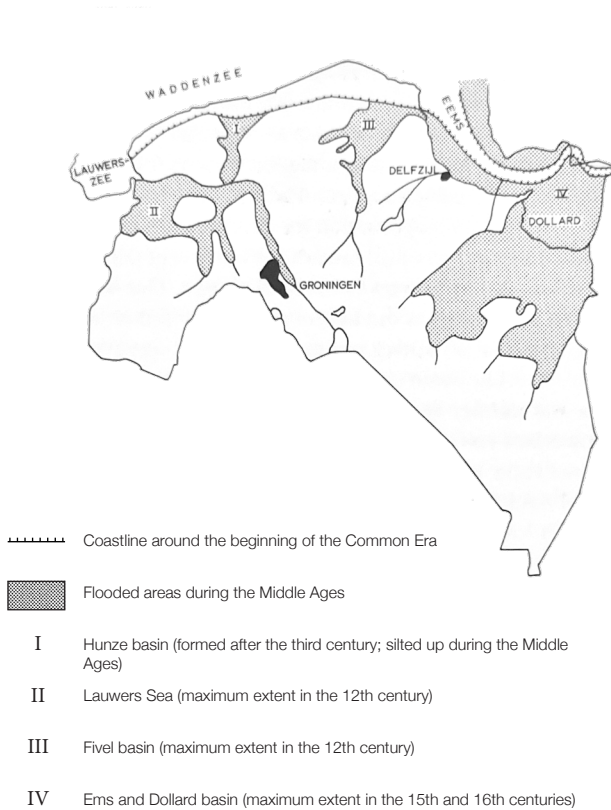 WADDENZEE
EEMS
I
III
LAUWERS-
ZEE
DELFZIJL
II
IV
DOLLARD
GRONINGEN
Coastline around the beginning of the Common Era
Flooded areas during the Middle Ages
I Hunze basin (formed after the third century; silted up during the Middle
Ages)
II Lauwers Sea (maximum extent in the 12th century)
III Fivel basin (maximum extent in the 12th century)
IV Ems and Dollard basin (maximum extent in the 15th and 16th centuries)